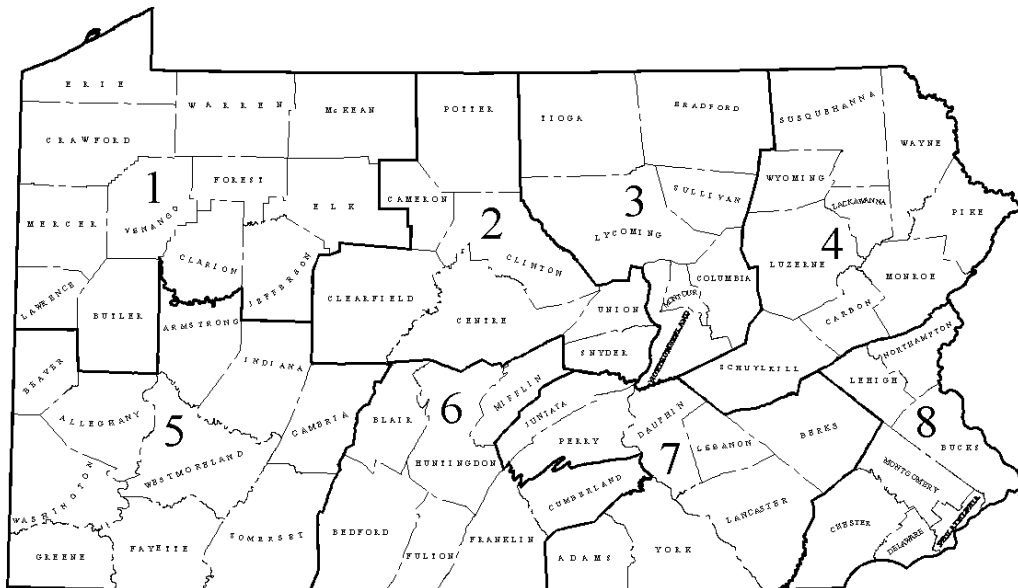 ERIE
WARREN
McKEAN
POTTER
TIOGA
BRADFORD
SUSQUEHANNA
WAYNE
CRAWFORD
1
FOREST
ELK
CAMERON
2
3
SULLIVAN
WYOMING
LACKAWANNA
PIKE
MERCER
VENANGO
CLINTON
LYCOMING
4
LUZERNE
MONROE
CLARION
JEFFERSON
CLEARFIELD
COLUMBIA
LAWRENCE
BUTLER
ARMSTRONG
CENTRE
UNION
MONTOUR
CARBON
NORTHUMBERLAND
NORTHAMPTON
BEAVER
INDIANA
SNYDER
SCHUYLKILL
LEHIGH
ALLEGHANY
5
CAMBRIA
BLAIR
6
MIFFLIN
JUNIATA
DAUPHIN
LEBANON
BERKS
8
BUCKS
WESTMORELAND
HUNTINGDON
PERRY
7
MONTGOMERY
WASHINGTON
CUMBERLAND
LANCASTER
CHESTER
DELAWARE
PHILADELPHIA
GREENE
FAYETTE
SOMERSET
BEDFORD
FULTON
FRANKLIN
ADAMS
YORK